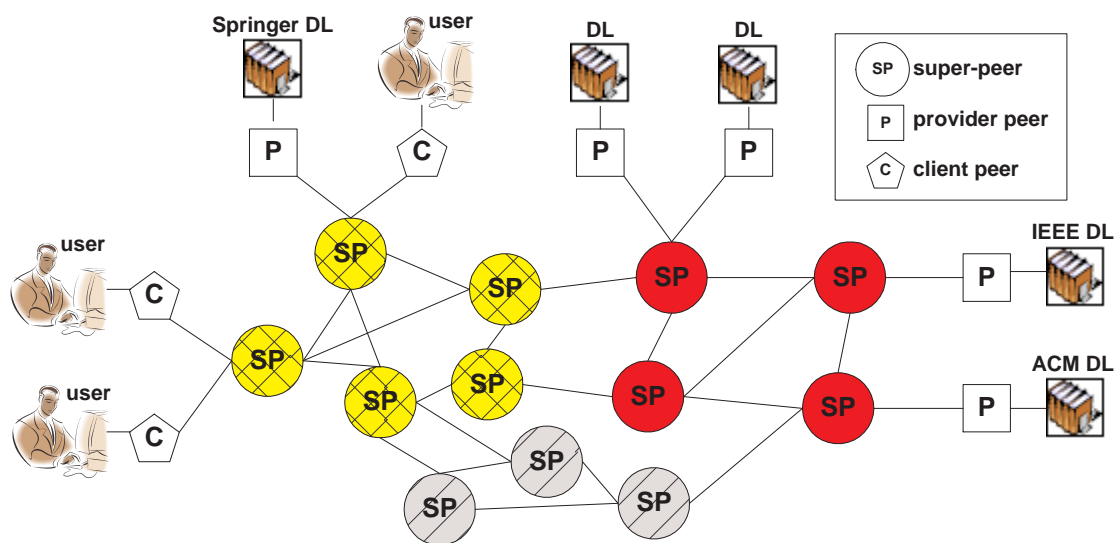 Springer DL
user
DL
DL
SP
super-peer
P
provider peer
C
client peer
P
C
P
P
user
C
SP
SP
SP
SP
P
IEEE DL
SP
user
C
SP
SP
SP
SP
P
ACM DL
SP
SP
SP